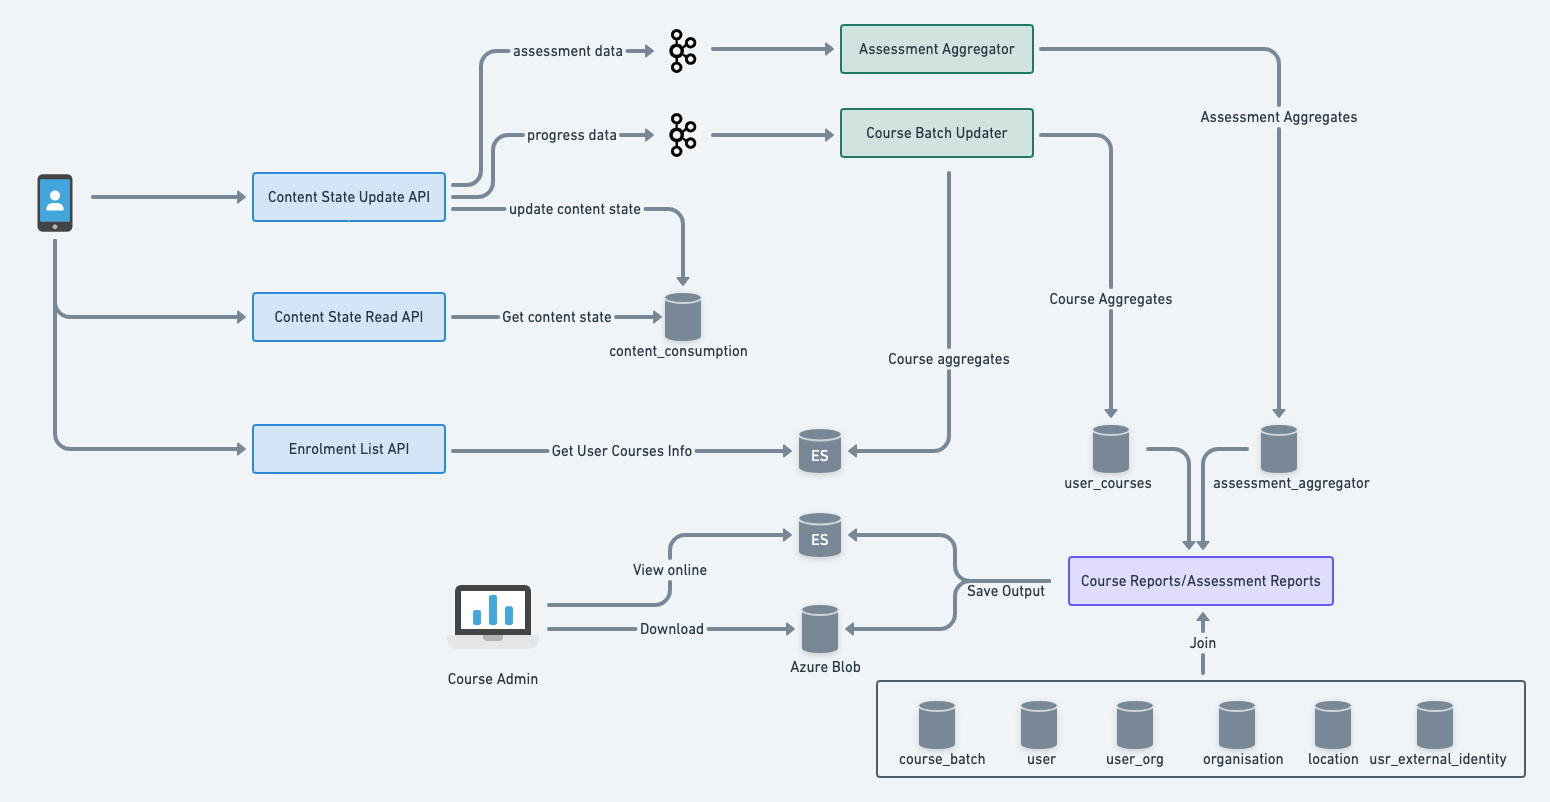 assessment data
Assessment Aggregator
Assessment Aggregates
progress data
Course Batch Updater
Content State Update API
update content state
Course Aggregates
Content State Read API
Get content state
content_consumption
Course aggregates
Enrolment List API
Get User Courses Info
ES
user_courses
assessment_aggregator
ES
View online
Save Output
Course Reports/Assessment Reports
Download
Azure Blob
Course Admin
Join
course_batch
user
user_org
organisation
location
usr_external_identity